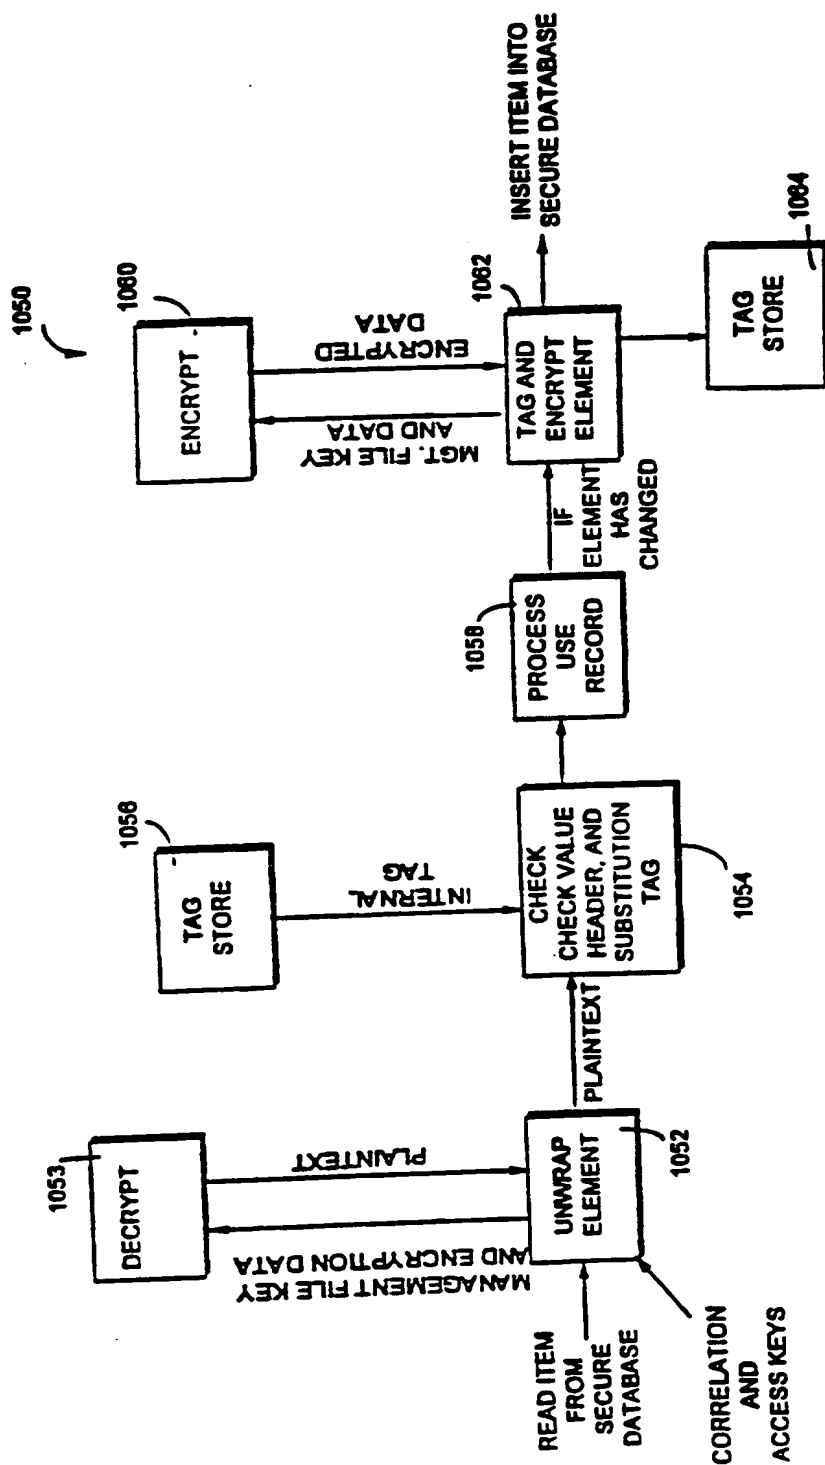 1050
1053
DECRYPT
MANAGEMENT FILE KEY
AND ENCRYPTION DATA
PLAINTEXT
READ ITEM
FROM
SECURE
DATABASE
CORRELATION
AND
ACCESS KEYS
UNWRAP
ELEMENT
1052
PLAINTEXT
1056
TAG
STORE
INTERNAL
TAG
CHECK
CHECK VALUE
HEADER, AND
SUBSTITUTION
TAG
1054
1058
PROCESS
USE
RECORD
IF
ELEMENT
HAS
CHANGED
1060
ENCRYPT
MGT. FILE KEY
AND DATA
ENCRYPTED
DATA
1062
TAG AND
ENCRYPT
ELEMENT
INSERT ITEM INTO
SECURE DATABASE
TAG
STORE
1064